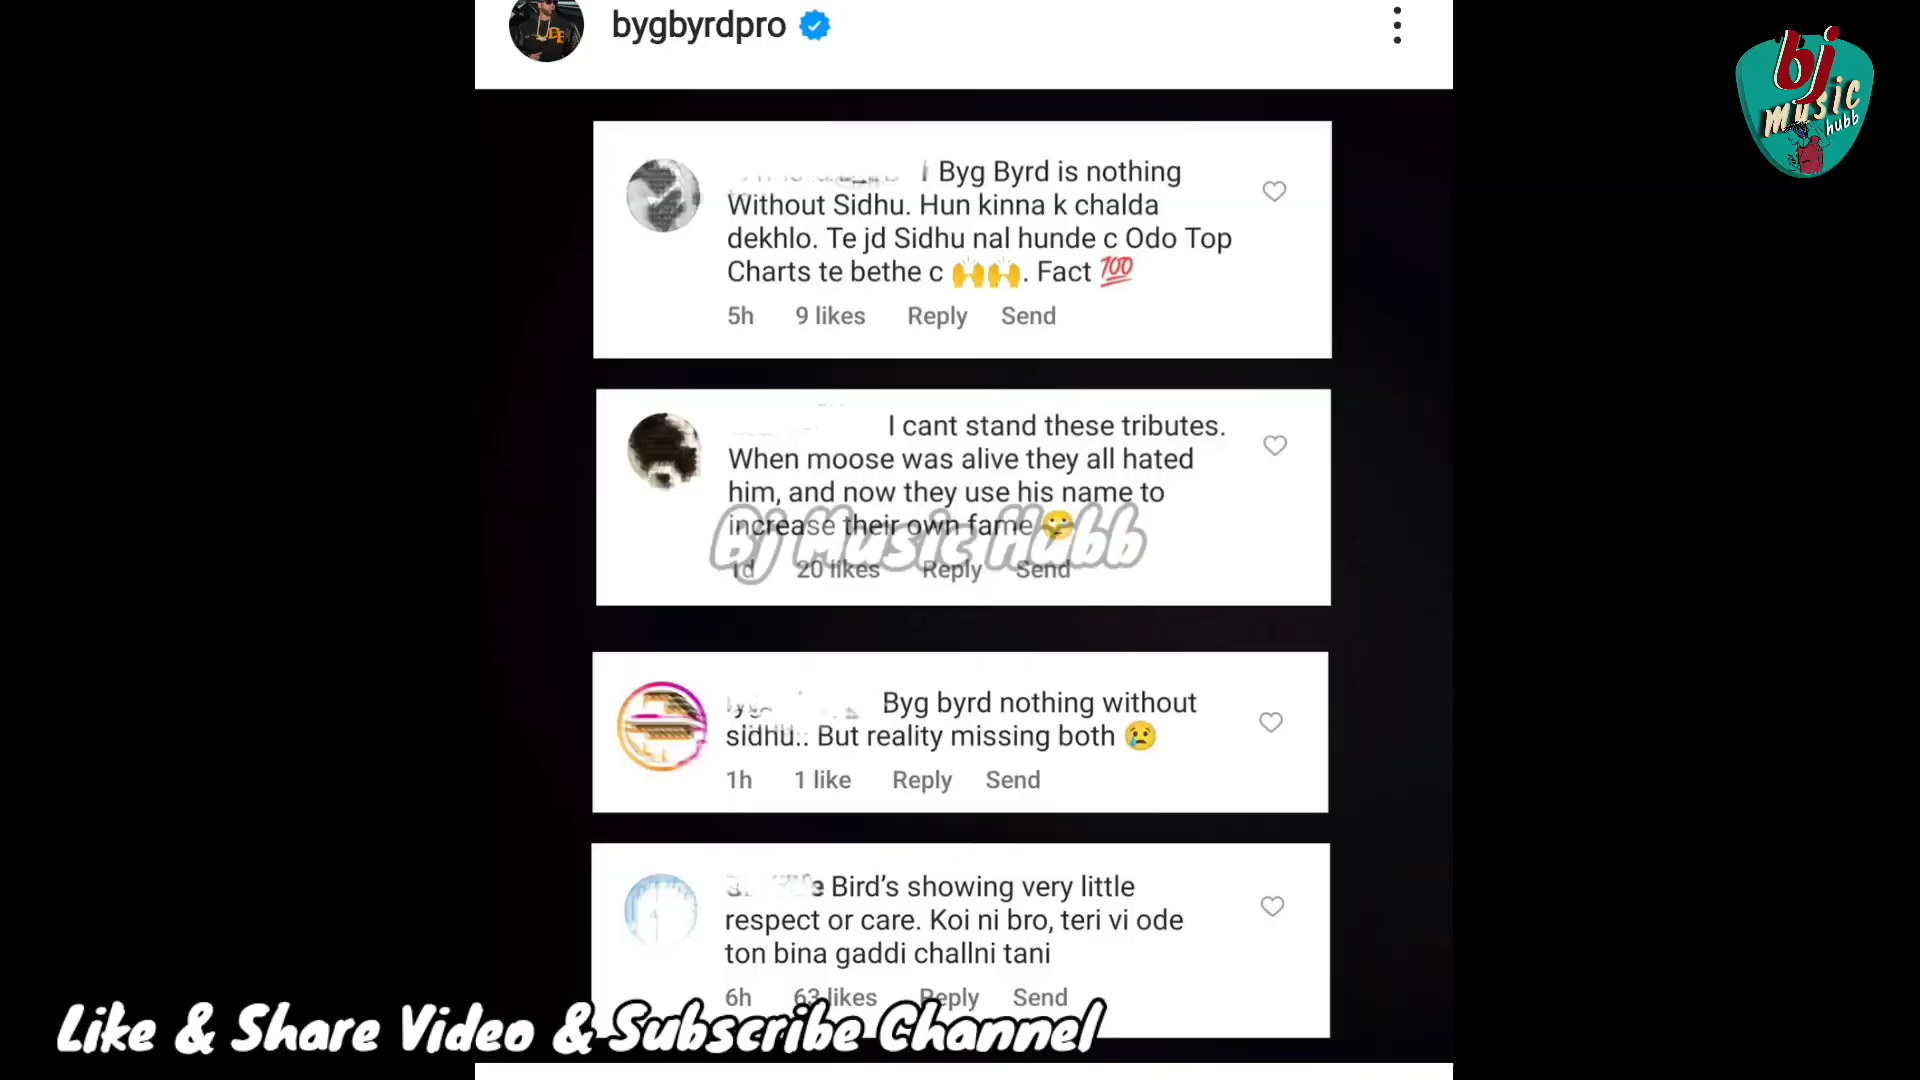 bygbyrdpro
bj
music
hubb
Byg Byrd is nothing
Without Sidhu. Hun kinna k chalda
dekhlo. Te jd Sidhu nal hunde c Odo Top
Charts te bethe c 🙌🙌. Fact 💯
5h 9 likes Reply Send
I cant stand these tributes.
When moose was alive they all hated
him, and now they use his name to
increase their own fame 🙄
Bj Music Hubb
1d 20 likes Reply Send
Byg byrd nothing without
sidhu.. But reality missing both 😢
1h 1 like Reply Send
Bird's showing very little
respect or care. Koi ni bro, teri vi ode
ton bina gaddi challni tani
6h 63 likes Reply Send
Like & Share Video & Subscribe Channel